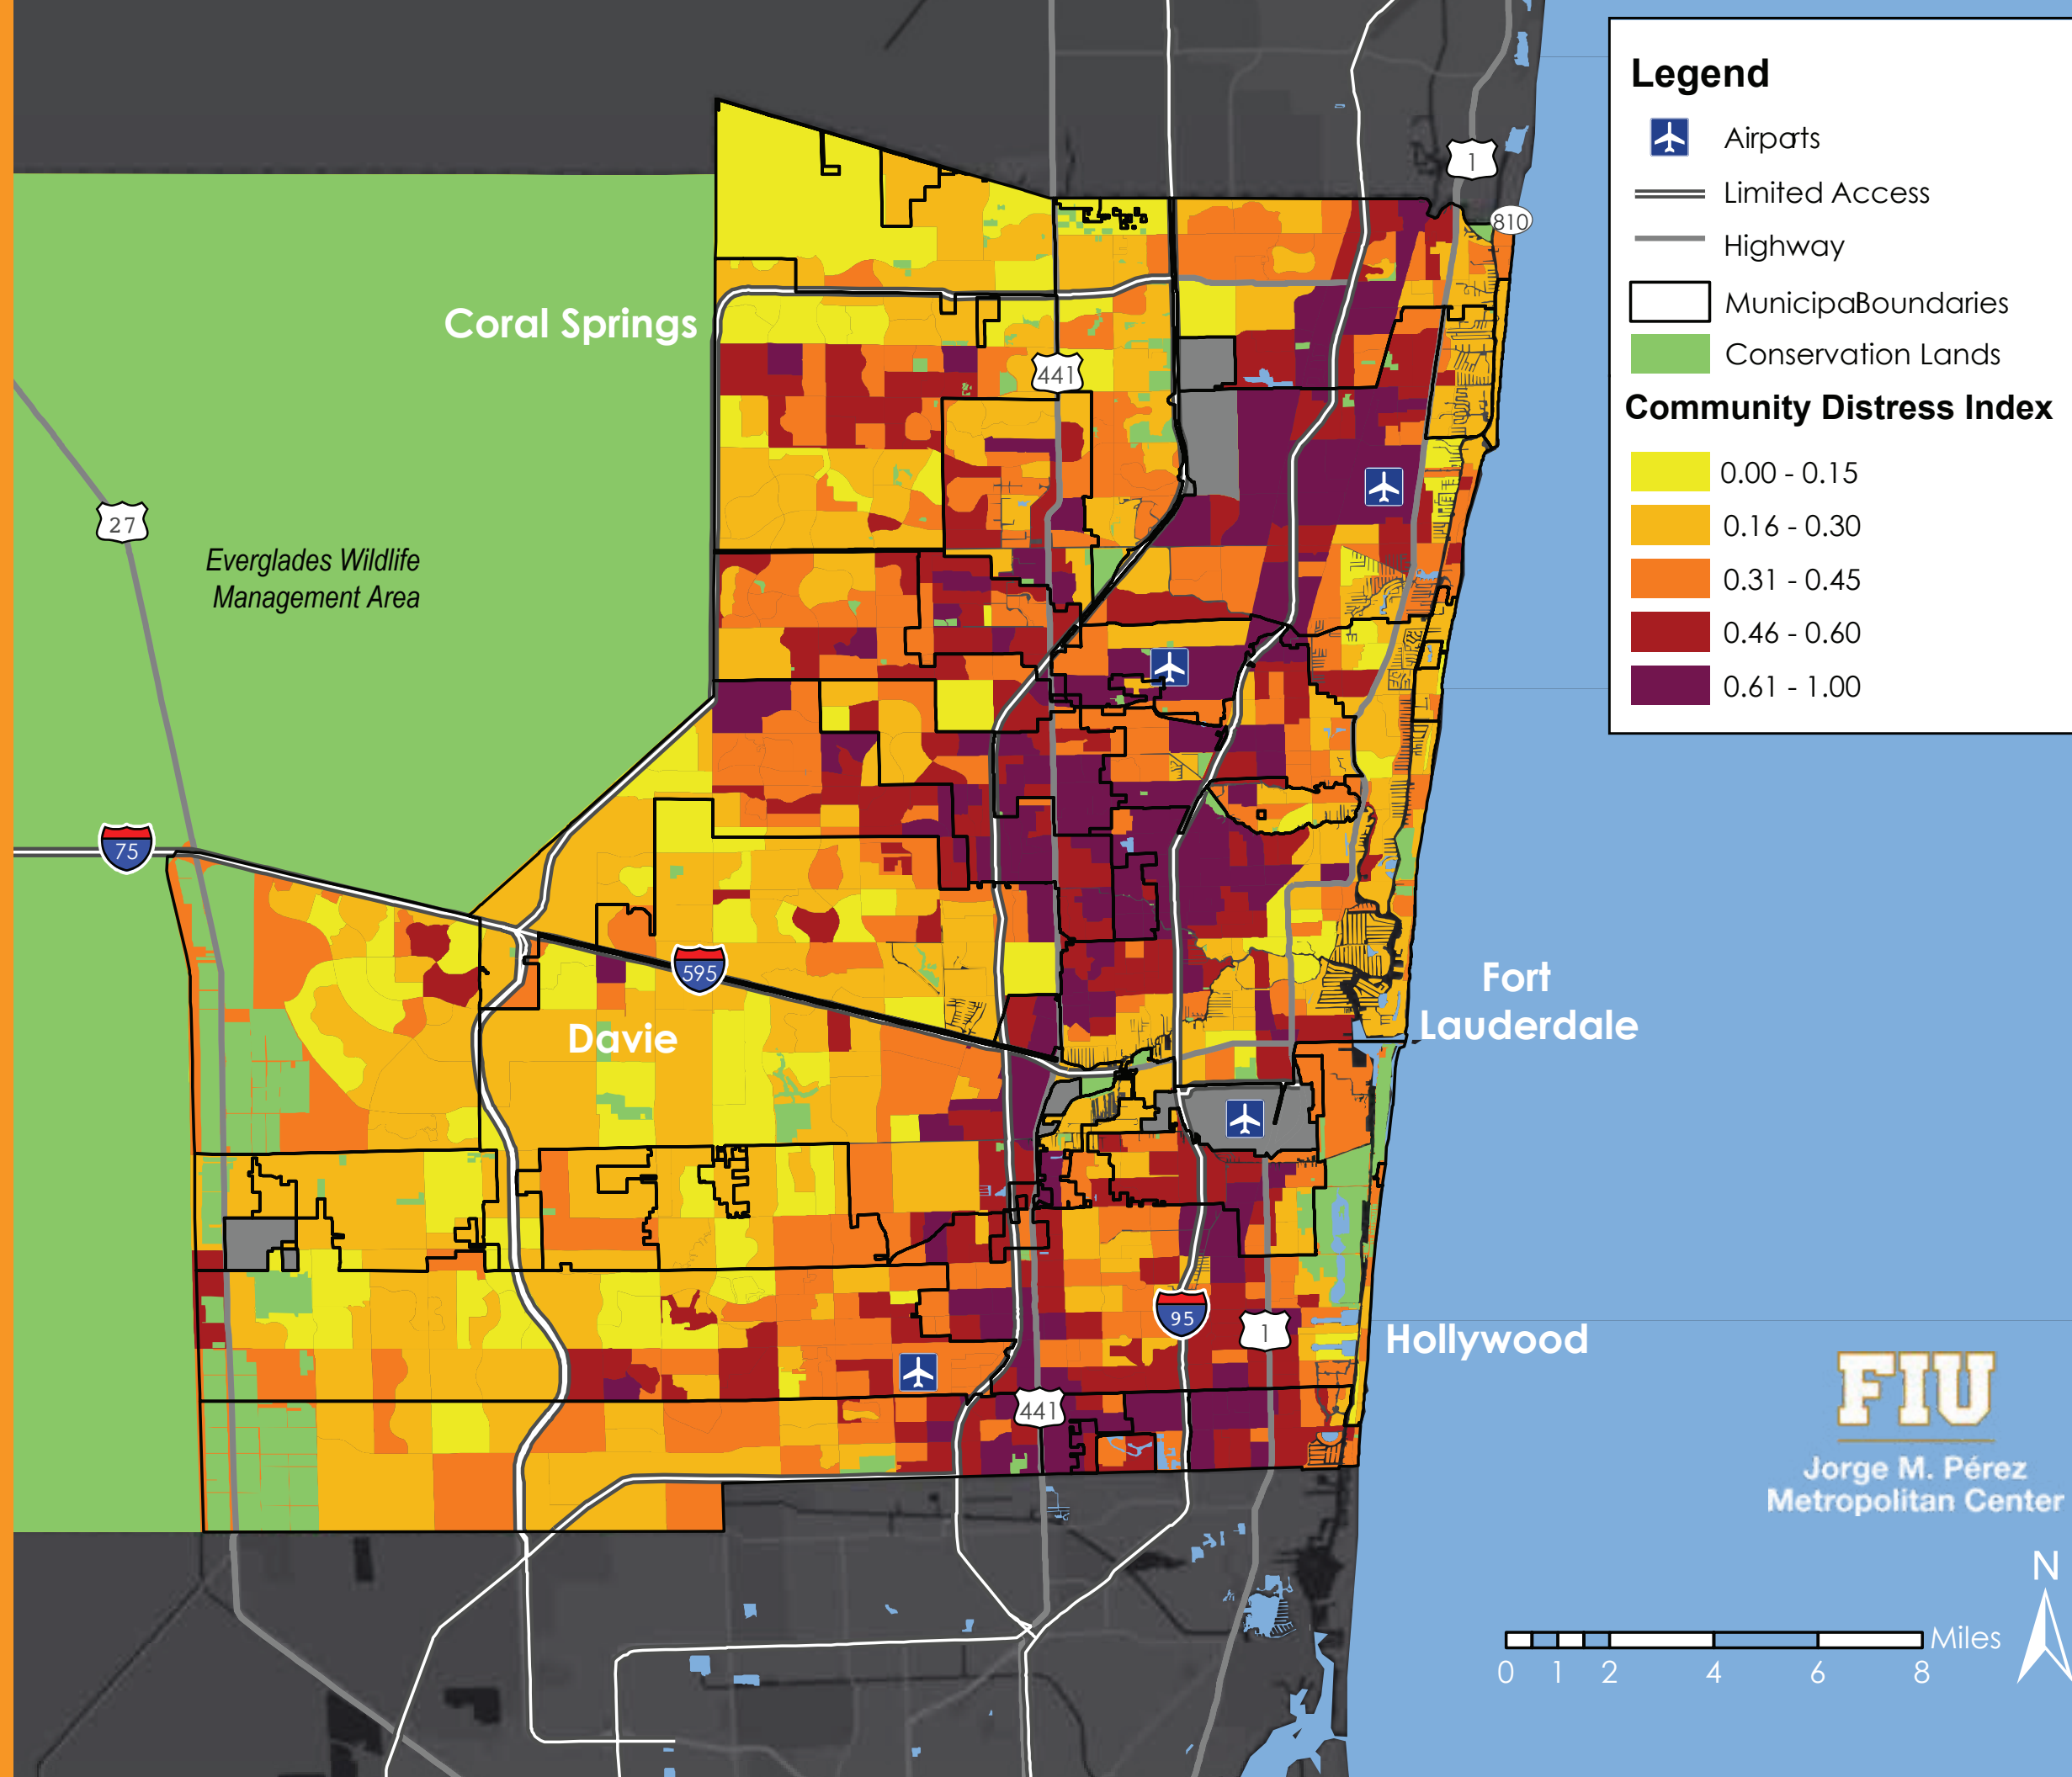 Legend
Airparts
Limited Access
Highway
MunicipaBoundaries
Conservation Lands
Community Distress Index
0.00 - 0.15
0.16 - 0.30
0.31 - 0.45
0.46 - 0.60
0.61 - 1.00
1
810
Coral Springs
441
27
Everglades Wildlife
Management Area
75
595
Davie
Fort
Lauderdale
95
1
Hollywood
441
FIU
Jorge M. Pérez
Metropolitan Center
N
Miles
0 1 2 4 6 8